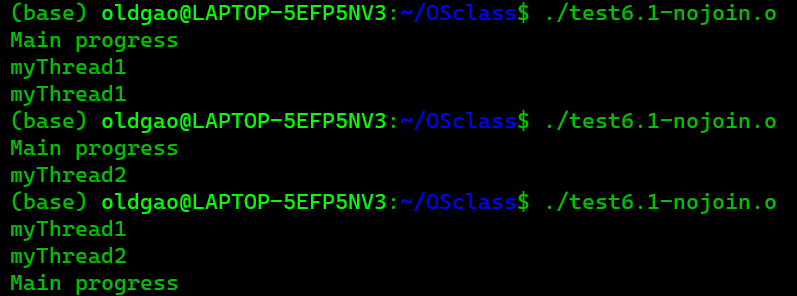 (base) oldgao@LAPTOP-5EFP5NV3:~/OSclass$ ./test6.1-nojoin.o
Main progress
myThread1
myThread1
(base) oldgao@LAPTOP-5EFP5NV3:~/OSclass$ ./test6.1-nojoin.o
Main progress
myThread2
(base) oldgao@LAPTOP-5EFP5NV3:~/OSclass$ ./test6.1-nojoin.o
myThread1
myThread2
Main progress